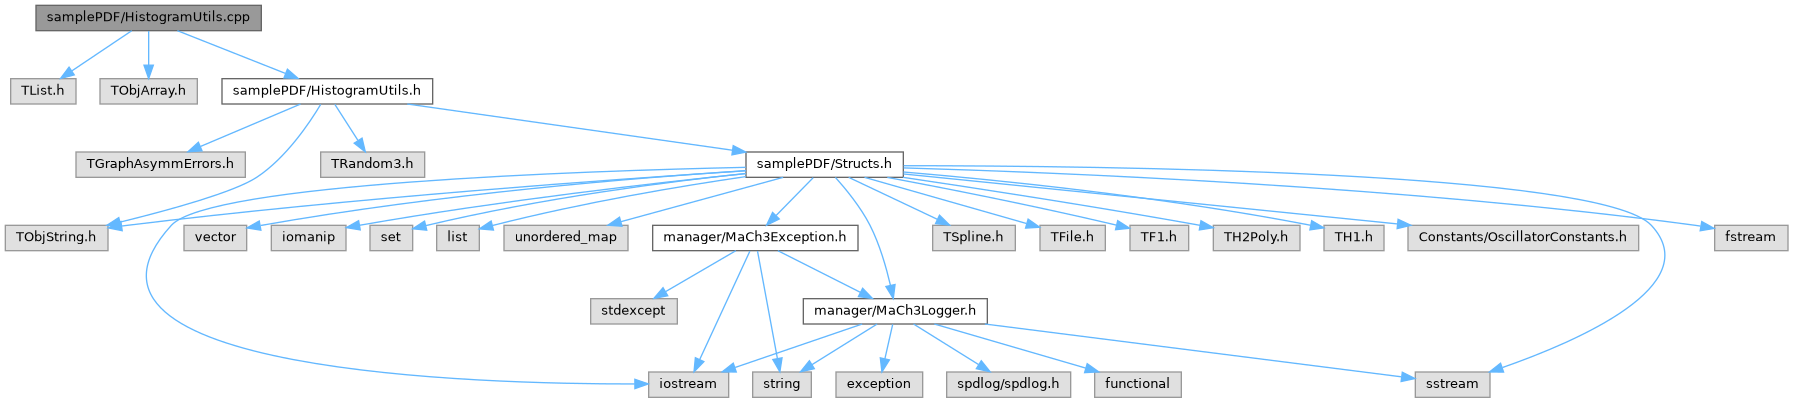 samplePDF/HistogramUtils.cpp
TList.h
TObjArray.h
samplePDF/HistogramUtils.h
TGraphAsymmErrors.h
TRandom3.h
samplePDF/Structs.h
TObjString.h
vector
iomanip
set
list
unordered_map
manager/MaCh3Exception.h
TSpline.h
TFile.h
TF1.h
TH2Poly.h
TH1.h
Constants/OscillatorConstants.h
fstream
stdexcept
manager/MaCh3Logger.h
iostream
string
exception
spdlog/spdlog.h
functional
sstream